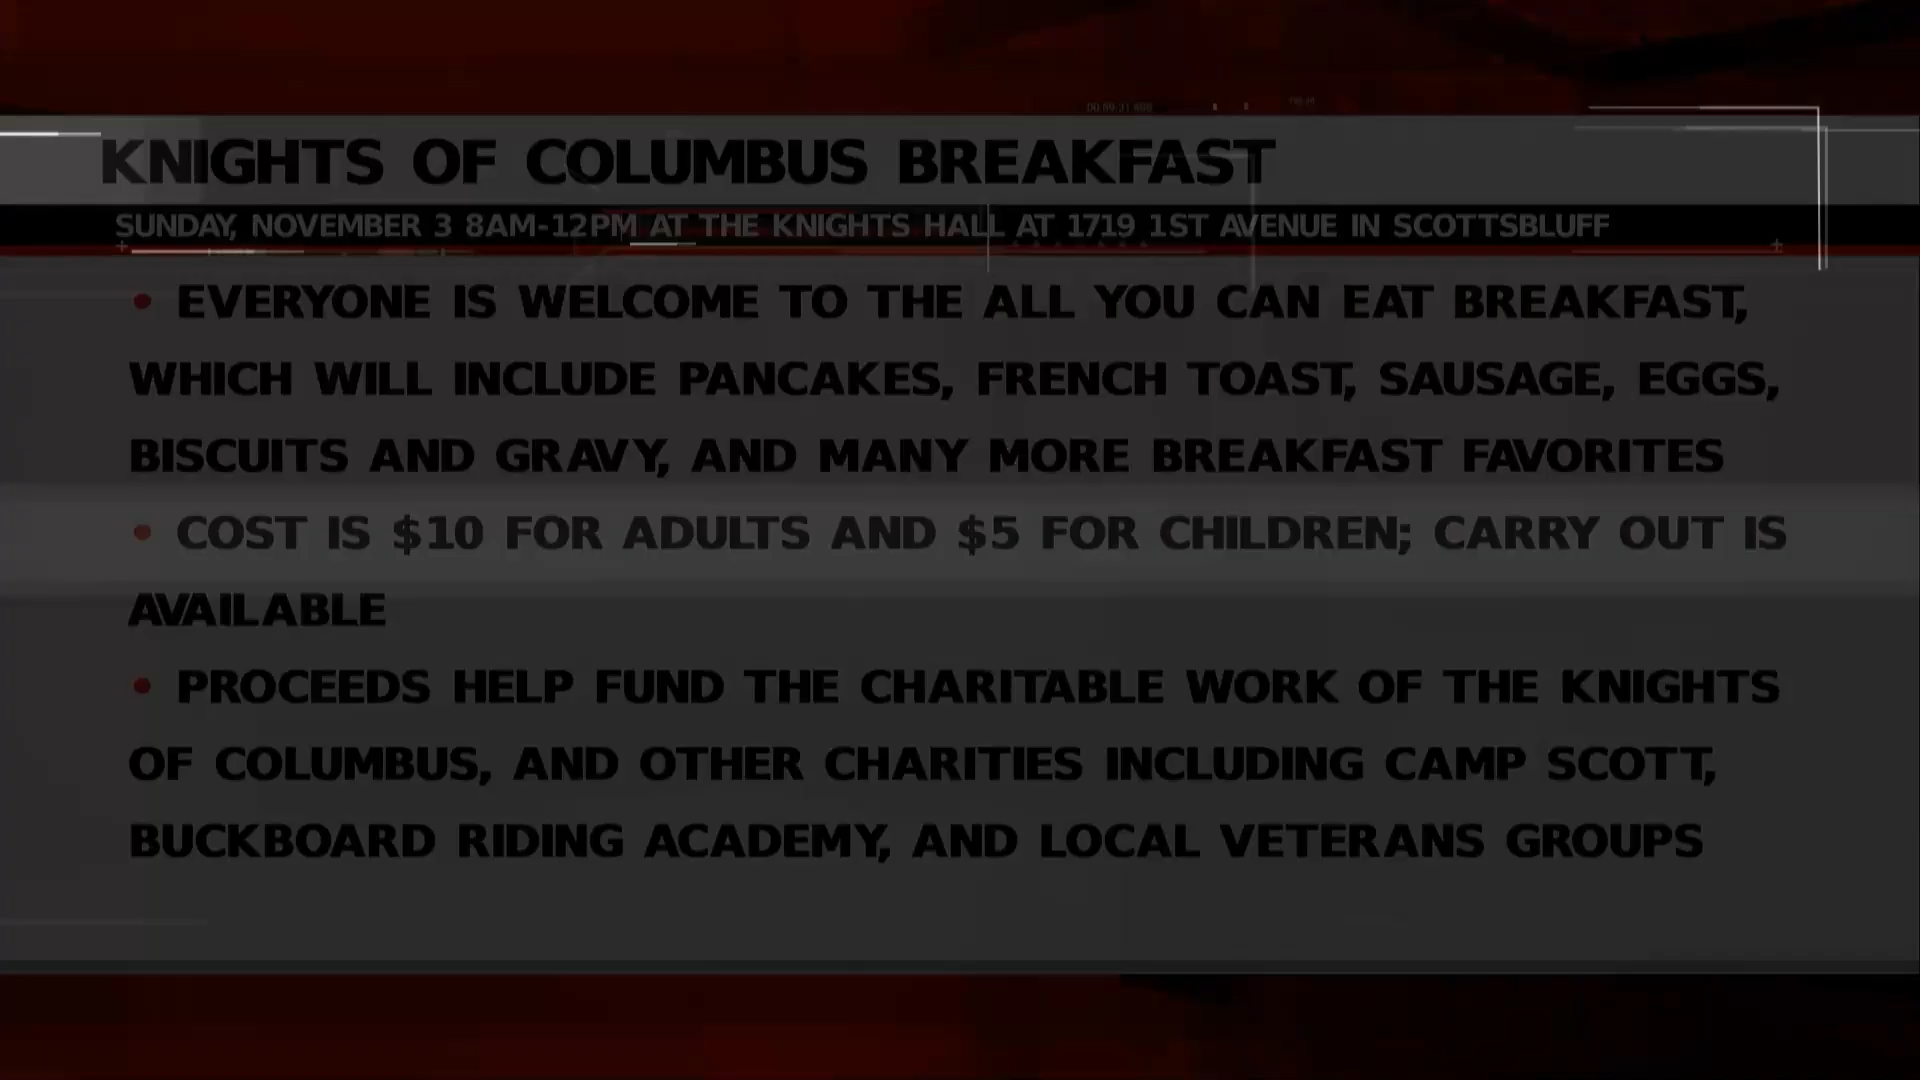 KNIGHTS OF COLUMBUS BREAKFAST
SUNDAY, NOVEMBER 3 8AM-12PM AT THE KNIGHTS HALL AT 1719 1ST AVENUE IN SCOTTSBLUFF
• EVERYONE IS WELCOME TO THE ALL YOU CAN EAT BREAKFAST,
WHICH WILL INCLUDE PANCAKES, FRENCH TOAST, SAUSAGE, EGGS,
BISCUITS AND GRAVY, AND MANY MORE BREAKFAST FAVORITES
• COST IS $10 FOR ADULTS AND $5 FOR CHILDREN; CARRY OUT IS
AVAILABLE
• PROCEEDS HELP FUND THE CHARITABLE WORK OF THE KNIGHTS
OF COLUMBUS, AND OTHER CHARITIES INCLUDING CAMP SCOTT,
BUCKBOARD RIDING ACADEMY, AND LOCAL VETERANS GROUPS